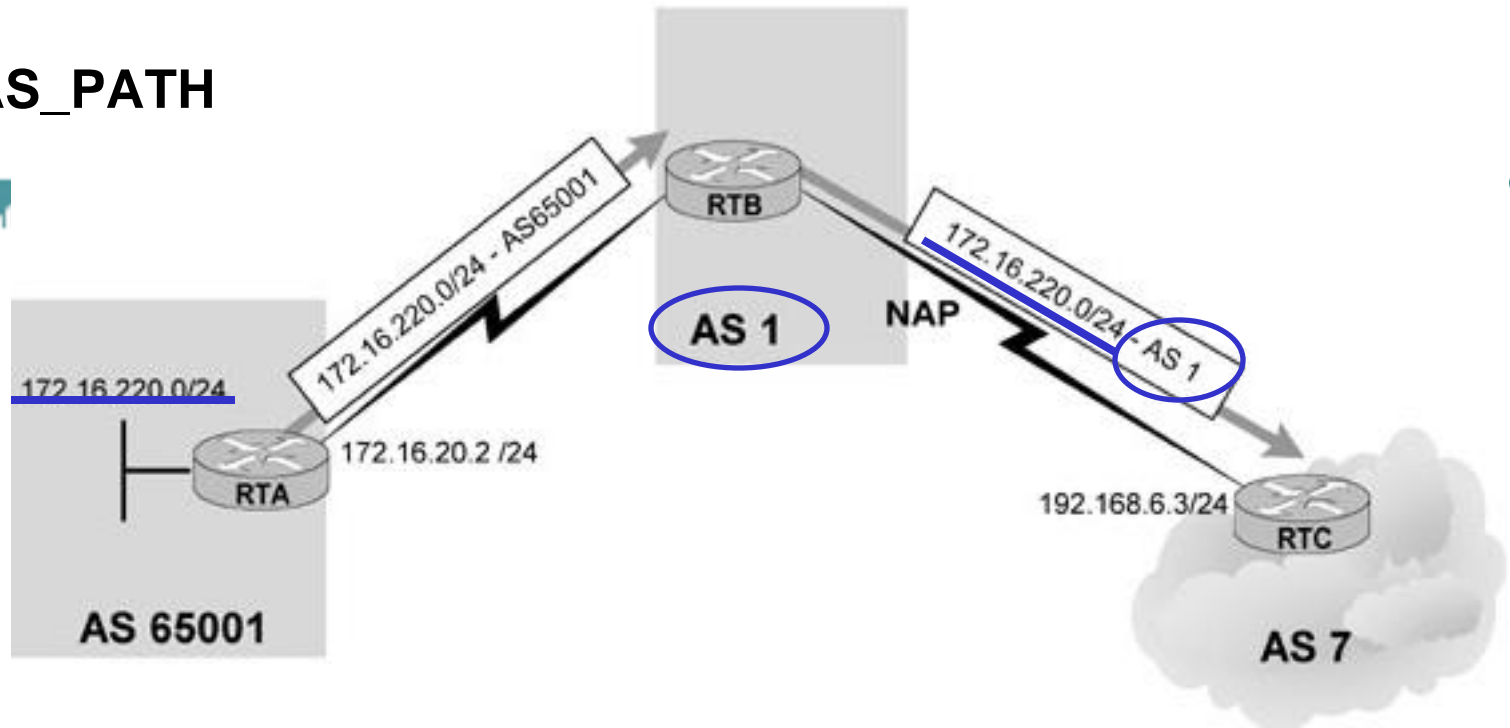 AS_PATH
172.16.220.0/24 - AS65001
RTB
172.16.220.0/24 - AS 1
AS 1
NAP
172.16.220.0/24
172.16.20.2 /24
RTA
192.168.6.3/24
RTC
AS 65001
AS 7